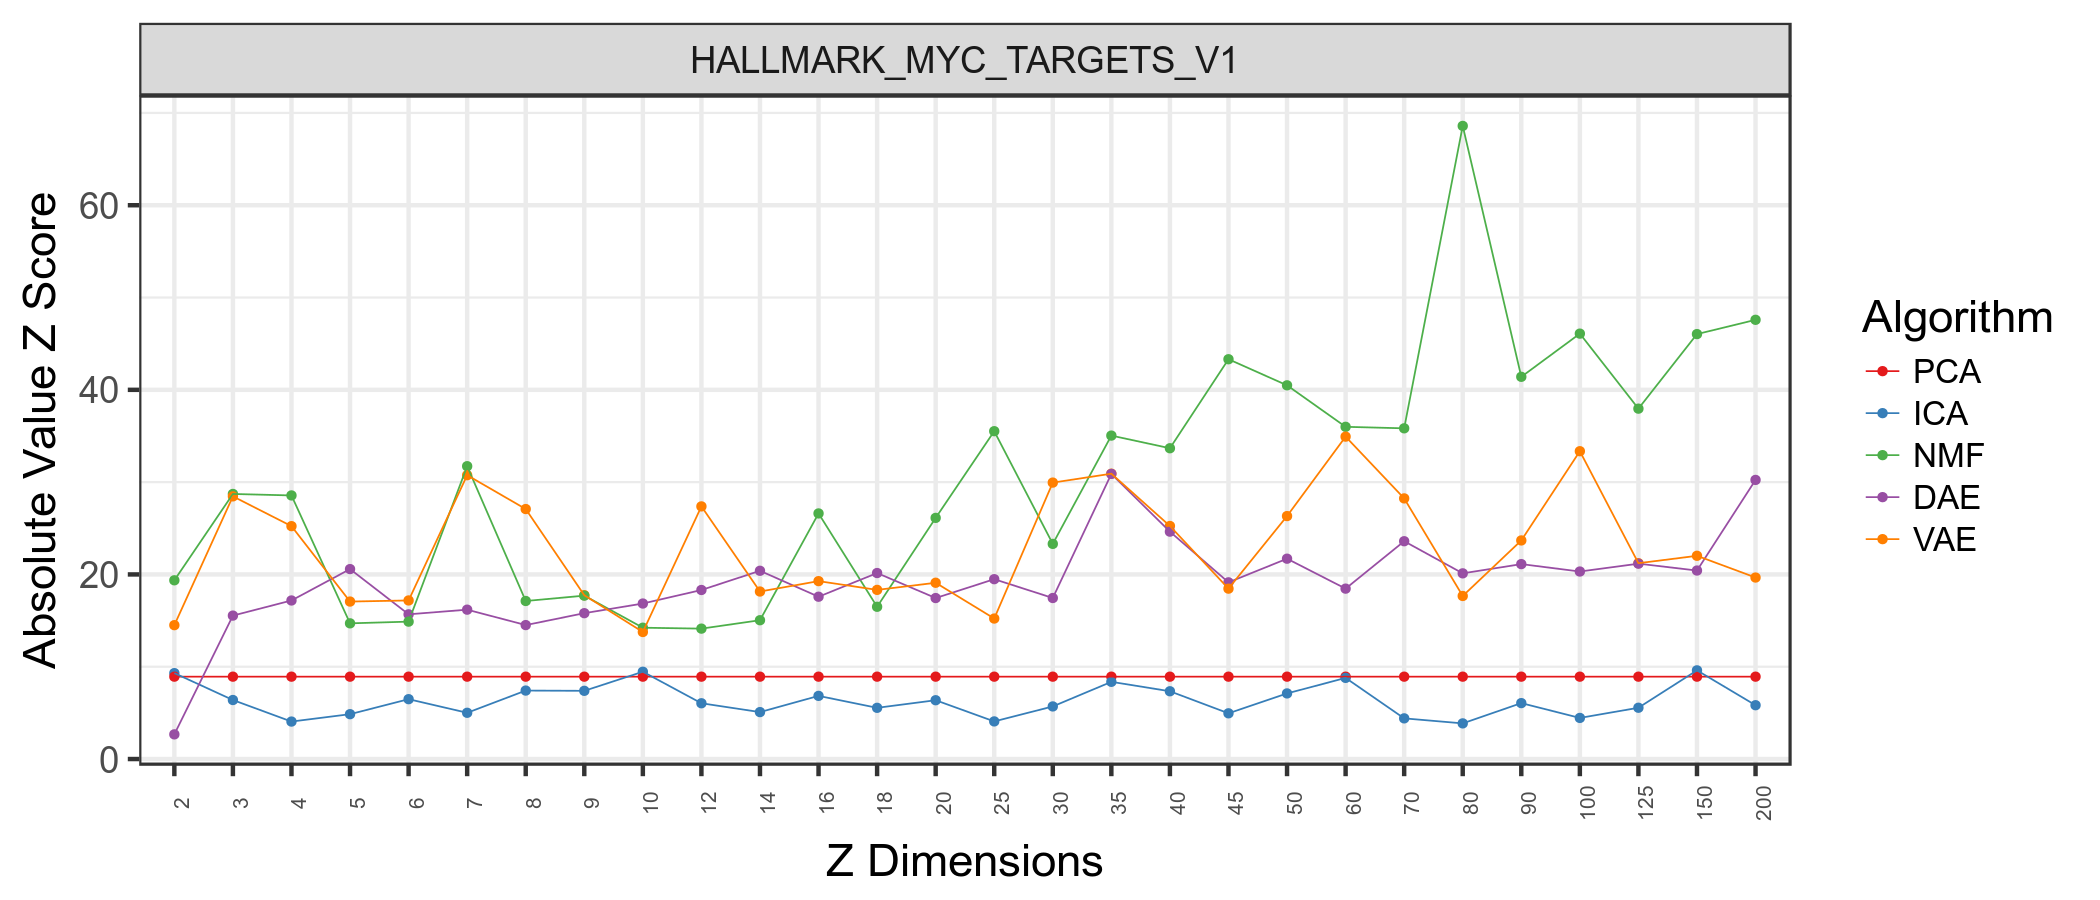 HALLMARK_MYC_TARGETS_V1
Absolute Value Z Score
60
40
20
0
2 3 4 5 6 7 8 9 10 12 14 16 18 20 25 30 35 40 45 50 60 70 80 90 100 125 150 200
Z Dimensions
Algorithm
PCA
ICA
NMF
DAE
VAE